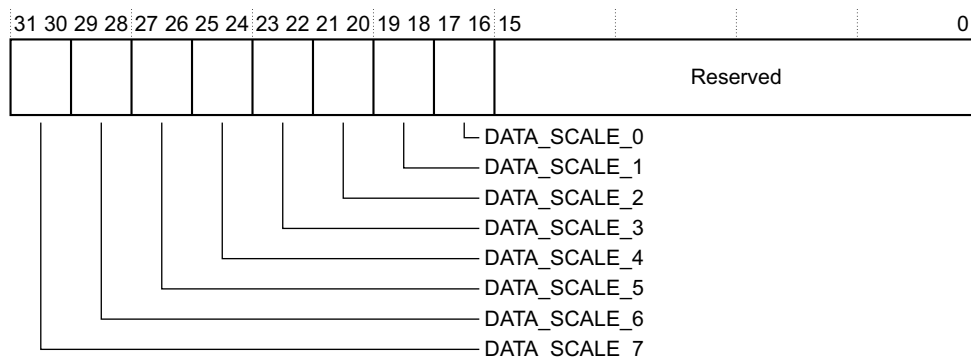 31 30 29 28 27 26 25 24 23 22 21 20 19 18 17 16 15 0
Reserved
DATA_SCALE_0
DATA_SCALE_1
DATA_SCALE_2
DATA_SCALE_3
DATA_SCALE_4
DATA_SCALE_5
DATA_SCALE_6
DATA_SCALE_7